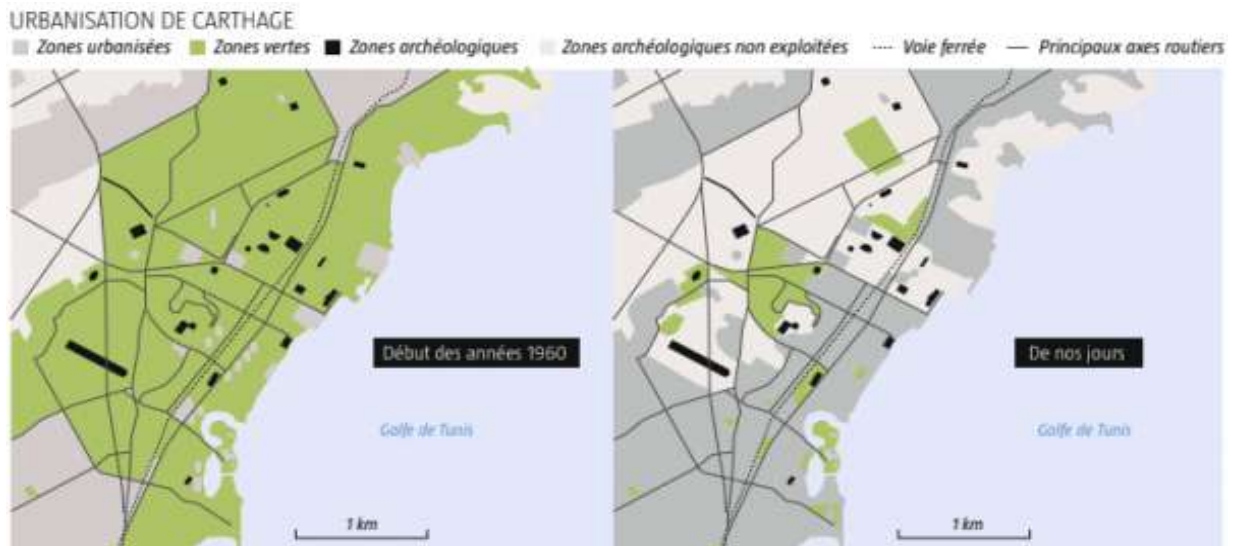 URBANISATION DE CARTHAGE
Zones urbanisées Zones vertes Zones archéologiques Zones archéologiques non exploitées Voie ferrée Principaux axes routiers
Début des années 1960
De nos jours
Golfe de Tunis
Golfe de Tunis
1 km
1 km